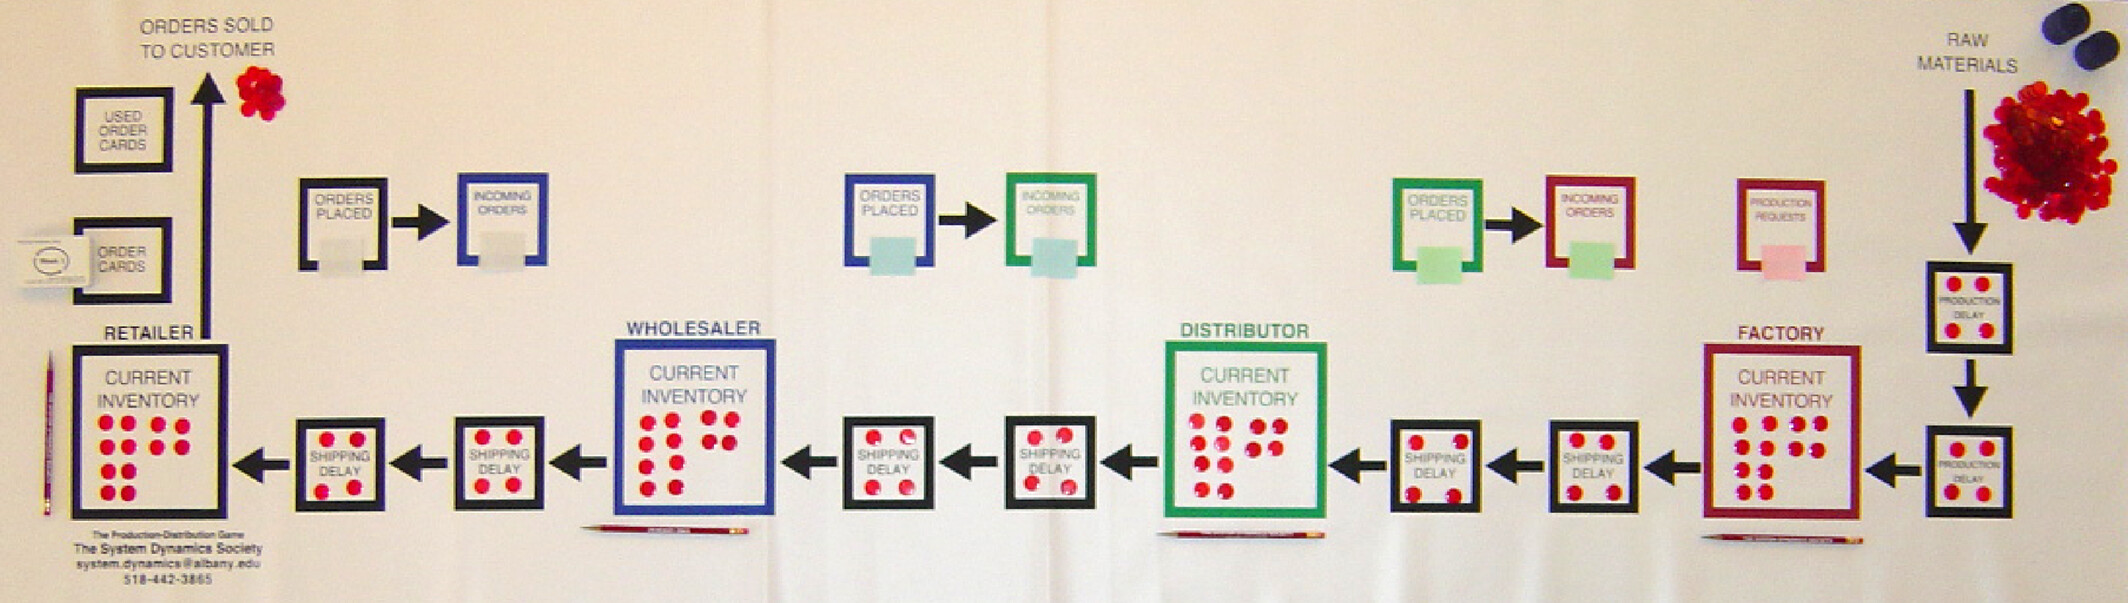 ORDERS SOLD
TO CUSTOMER
RAW
MATERIALS
USED
ORDER
CARDS
ORDERS
PLACED
INCOMING
ORDERS
ORDERS
PLACED
INCOMING
ORDERS
ORDERS
PLACED
INCOMING
ORDERS
PRODUCTION
REQUESTS
Week 1
ORDER
CARDS
PRODUCTION
DELAY
RETAILER
WHOLESALER
DISTRIBUTOR
FACTORY
CURRENT
INVENTORY
SHIPPING
DELAY
SHIPPING
DELAY
CURRENT
INVENTORY
SHIPPING
DELAY
SHIPPING
DELAY
CURRENT
INVENTORY
SHIPPING
DELAY
SHIPPING
DELAY
CURRENT
INVENTORY
PRODUCTION
DELAY
The Production-Distribution Game
The System Dynamics Society
system.dynamics@albany.edu
518-442-3865